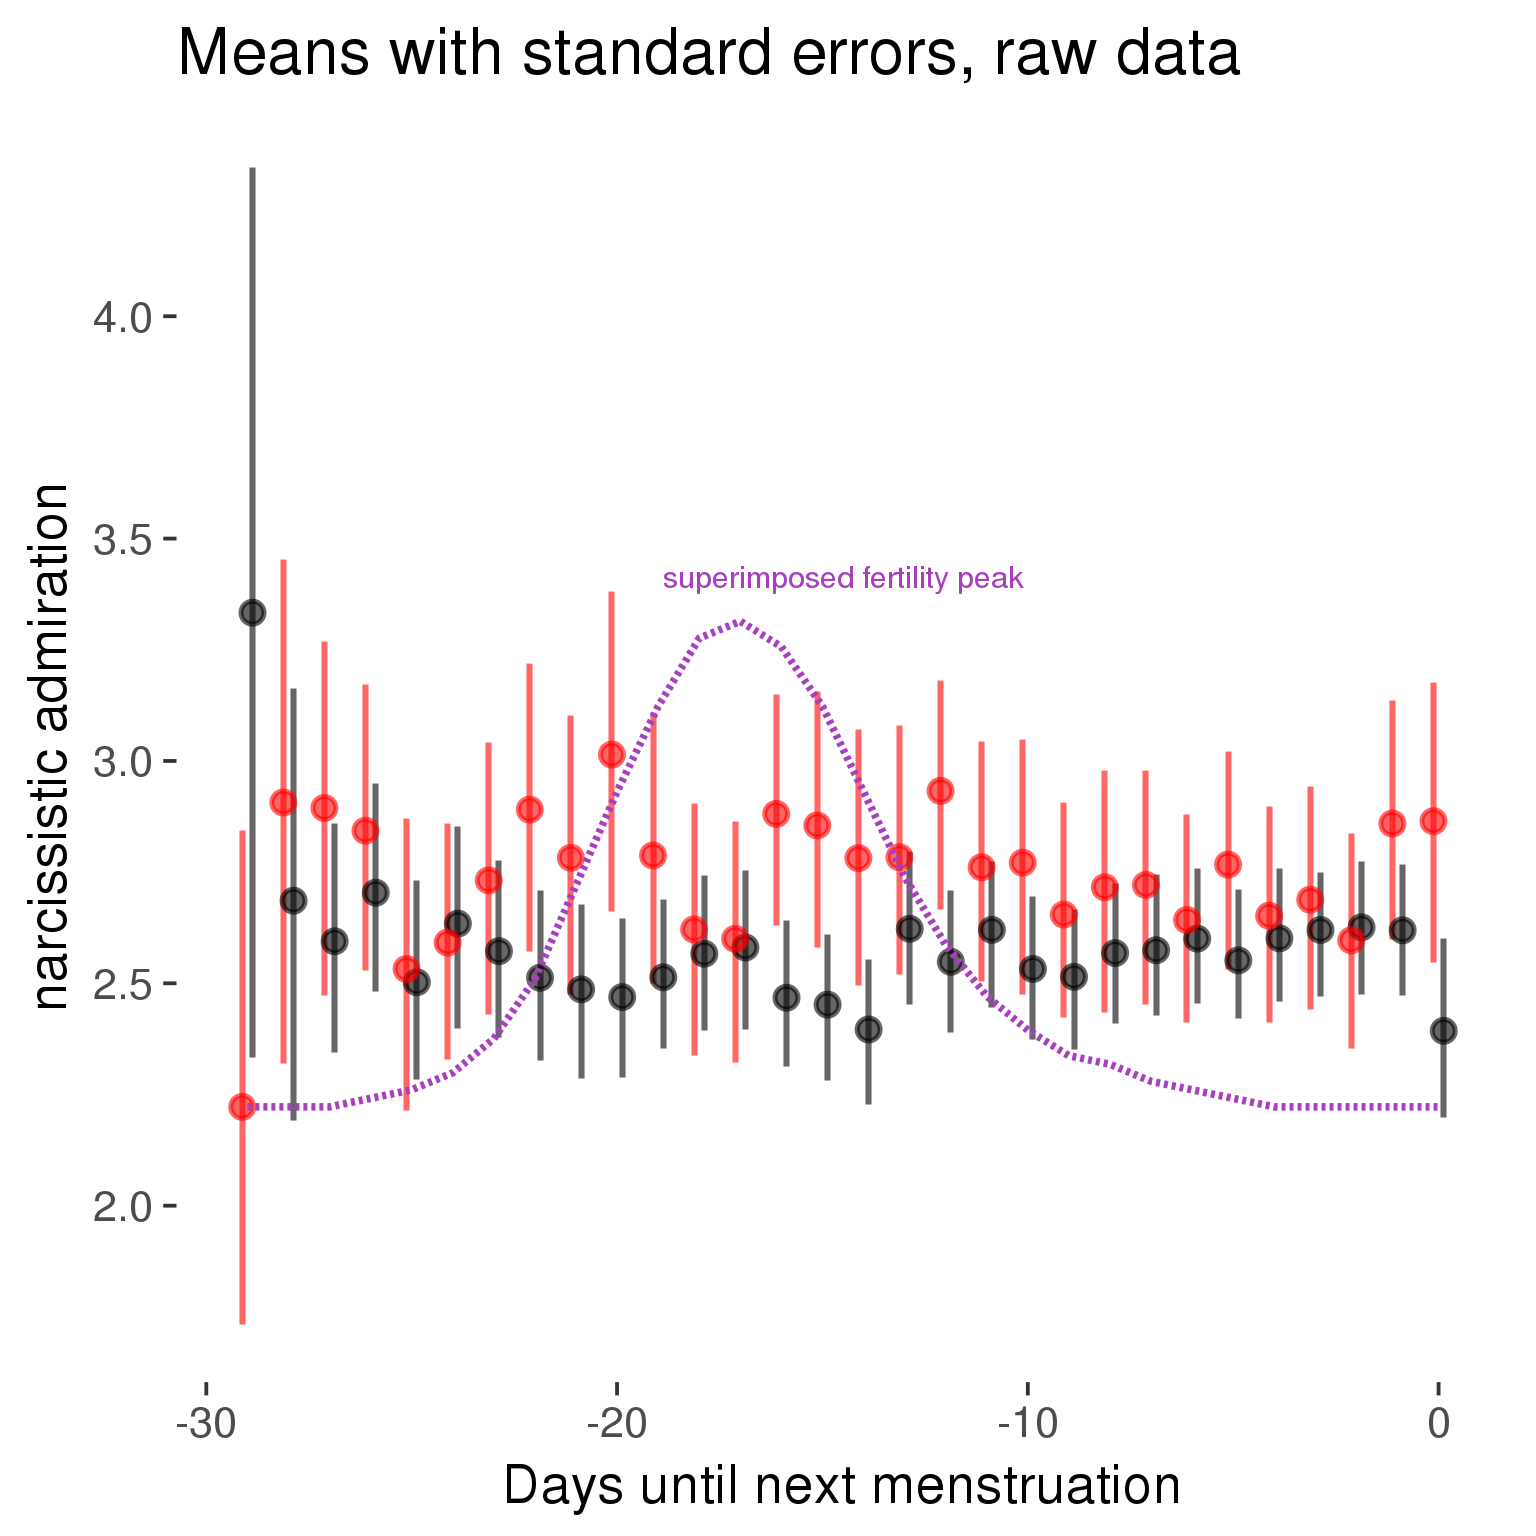 Means with standard errors, raw data
narcissistic admiration
4.0
3.5
3.0
2.5
2.0
superimposed fertility peak
-30
-20
-10
0
Days until next menstruation